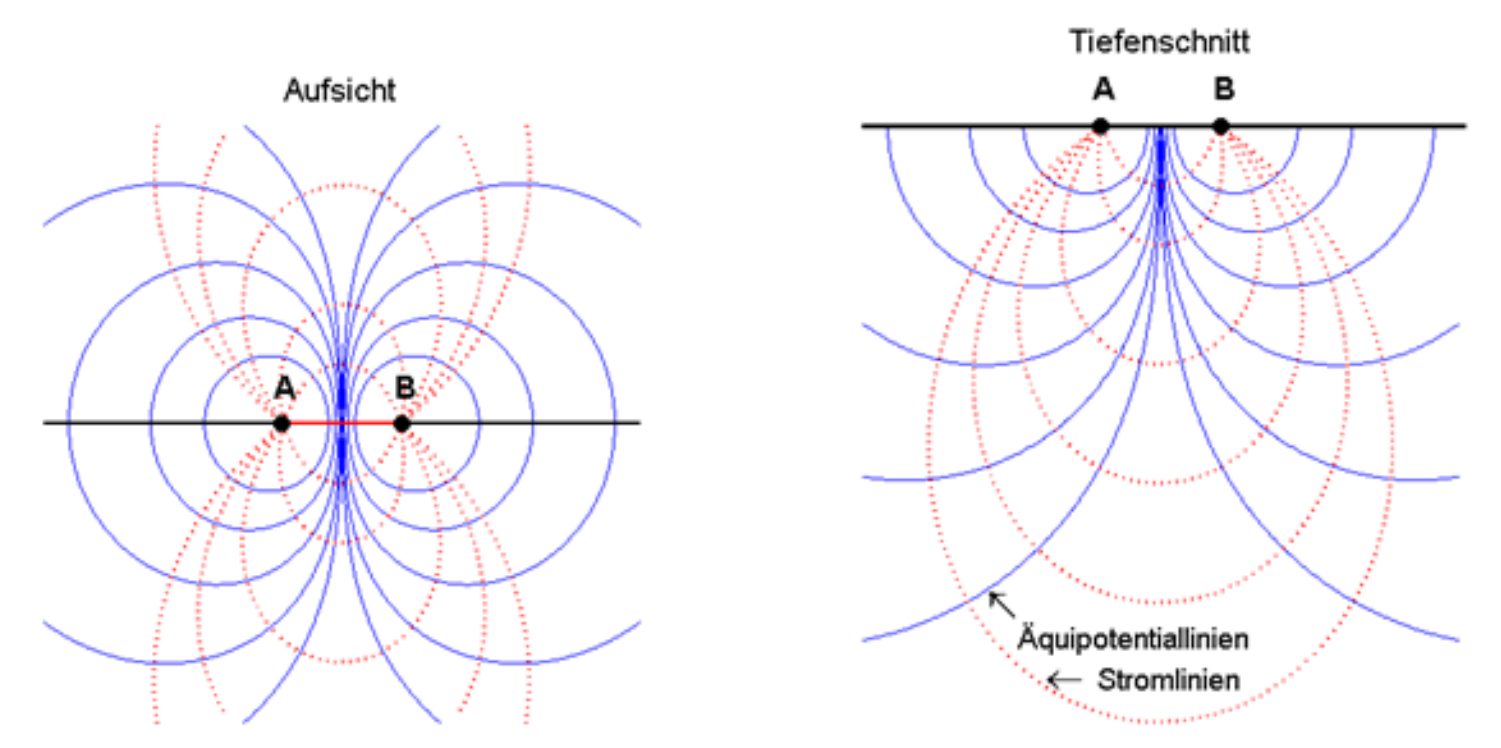 Aufsicht
A
B
Tiefenschnitt
A
B
Äquipotentiallinien
Stromlinien